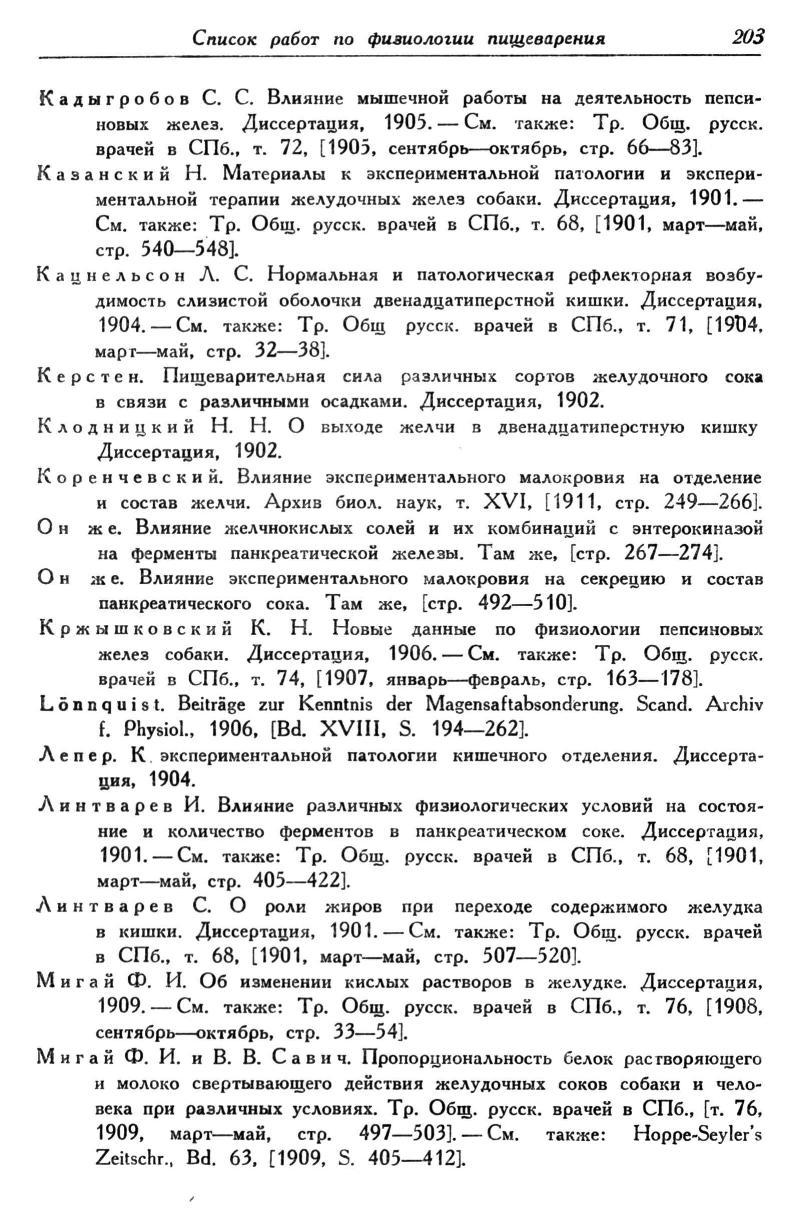 Список работ по физиологии пищеварения 203
Кадыгробов С. С. Влияние мышечной работы на деятельность пепси-
новых желез. Диссертация, 1905. — См. также: Тр. Общ. русск.
врачей в СПб., т. 72, [1905, сентябрь—октябрь, стр. 66—83].
Казанский Н. Материалы к экспериментальной патологии и экспери-
ментальной терапии желудочных желез собаки. Диссертация, 1901. —
См. также: Тр. Общ. русск. врачей в СПб., т. 68, [1901, март—май,
стр. 540—548].
Кацнельсон Л. С. Нормальная и патологическая рефлекторная возбу-
димость слизистой оболочки двенадцатиперстной кишки. Диссертация,
1904. — См. также: Тр. Общ русск. врачей в СПб., т. 71, [1904,
март—май, стр. 32—38].
Керстен. Пищеварительная сила различных сортов желудочного сока
в связи с различными осадками. Диссертация, 1902.
Клодницкий Н. Н. О выходе желчи в двенадцатиперстную кишку
Диссертация, 1902.
Коренчевский. Влияние экспериментального малокровия на отделение
и состав желчи. Архив биол. наук, т. XVI, [1911, стр. 249—266].
Он же. Влияние желчнокислых солей и их комбинаций с энтерокиназой
на ферменты панкреатической железы. Там же, [стр. 267—274].
Он же. Влияние экспериментального малокровия на секрецию и состав
панкреатического сока. Там же, [стр. 492—510].
Кржышковский К. Н. Новые данные по физиологии пепсиновых
желез собаки. Диссертация, 1906. — См. также: Тр. Общ. русск.
врачей в СПб., т. 74, [1907, январь—февраль, стр. 163—178].
Lönnquist. Beiträge zur Kenntnis der Magensaftabsonderung. Scand. Archiv
f. Physiol., 1906, [Bd. XVIII, S. 194—262].
Лепер. К экспериментальной патологии кишечного отделения. Диссерта-
ция, 1904.
Линтварев И. Влияние различных физиологических условий на состоя-
ние и количество ферментов в панкреатическом соке. Диссертация,
1901. — См. также: Тр. Общ. русск. врачей в СПб., т. 68, [1901,
март—май, стр. 405—422].
Линтварев С. О роли жиров при переходе содержимого желудка
в кишки. Диссертация, 1901. — См. также: Тр. Общ. русск. врачей
в СПб., т. 68, [1901, март—май, стр. 507—520].
Мигай Ф. И. Об изменении кислых растворов в желудке. Диссертация,
1909. — См. также: Тр. Общ. русск. врачей в СПб., т. 76, [1908,
сентябрь—октябрь, стр. 33—54].
Мигай Ф. И. и В. В. Савич. Пропорциональность белок растворяющего
и молоко свертывающего действия желудочных соков собаки и чело-
века при различных условиях. Тр. Общ. русск. врачей в СПб., [т. 76,
1909, март—май, стр. 497—503]. — См. также: Hoppe-Seyler's
Zeitschr., Bd. 63, [1909, S. 405—412].